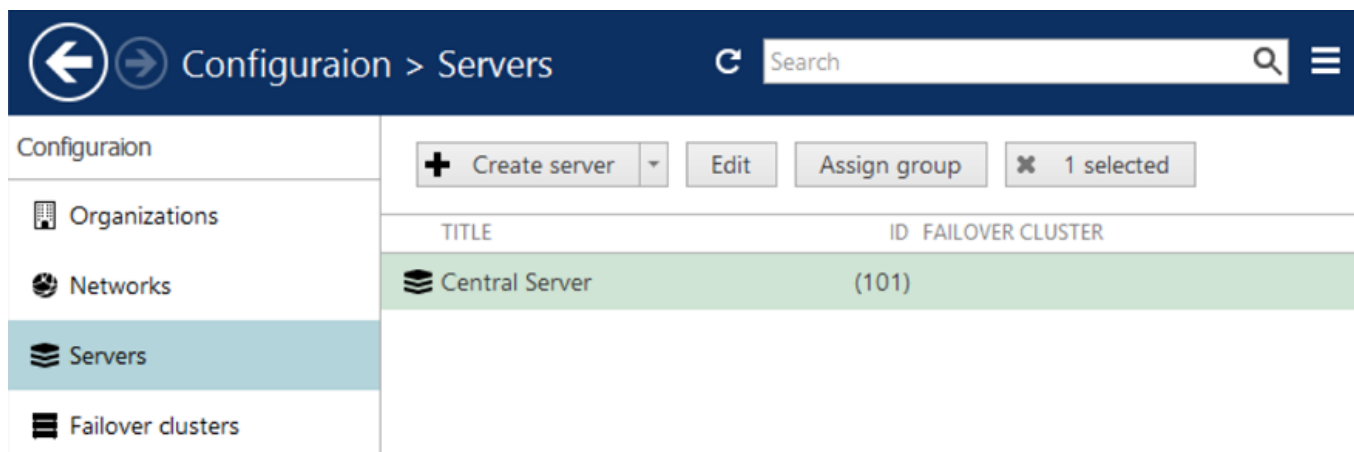 Configuraion > Servers
Search
Configuraion
Organizations
Networks
Servers
Failover clusters
Create server
Edit
Assign group
1 selected
TITLE ID FAILOVER CLUSTER
Central Server (101)